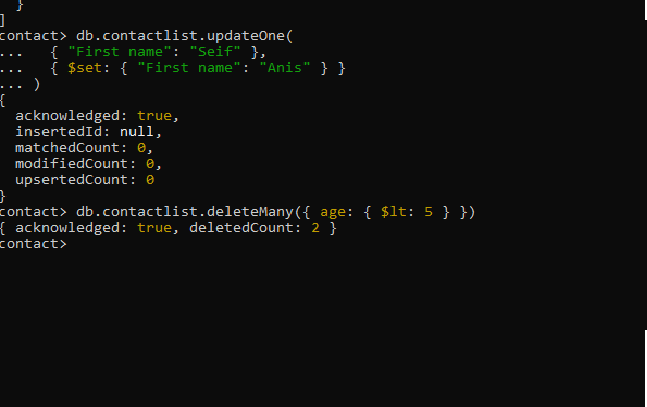 }
]
contact> db.contactlist.updateOne(
...   { "First name": "Seif" },
...   { $set: { "First name": "Anis" } }
... )
{
  acknowledged: true,
  insertedId: null,
  matchedCount: 0,
  modifiedCount: 0,
  upsertedCount: 0
}
contact> db.contactlist.deleteMany({ age: { $lt: 5 } })
{ acknowledged: true, deletedCount: 2 }
contact>